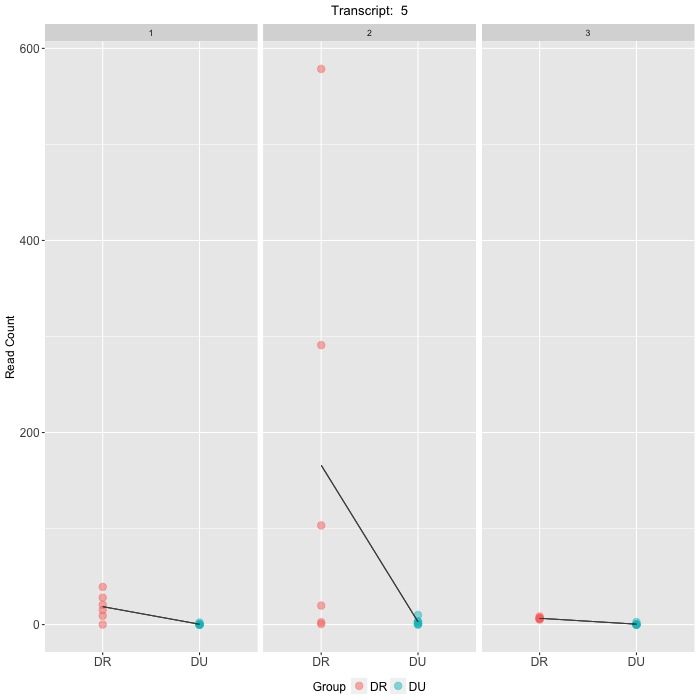 Transcript: 5
1 2 3
600
400
200
0
Read Count
DR DU DR DU DR DU
Group DR DU